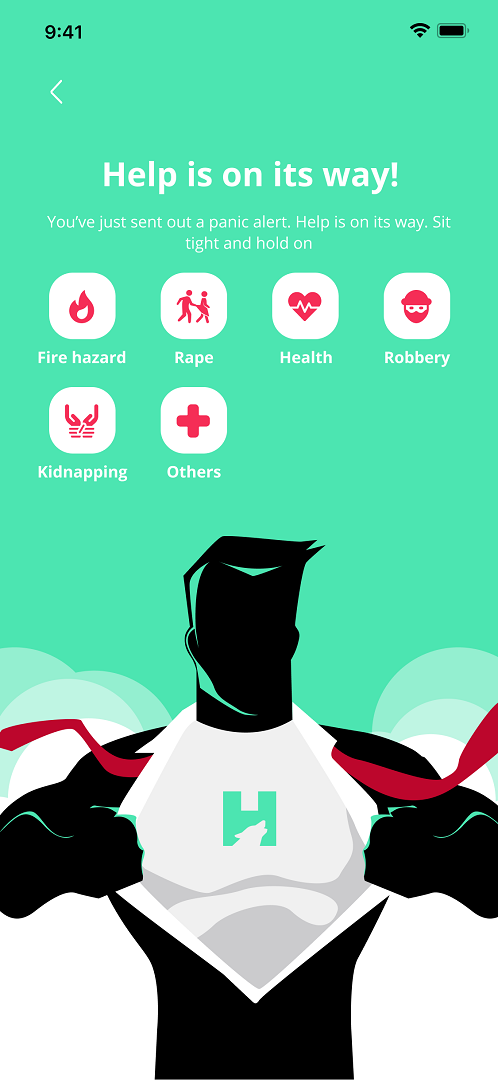 9:41
Help is on its way!
You’ve just sent out a panic alert. Help is on its way. Sit
tight and hold on
Fire hazard Rape Health Robbery
Kidnapping Others
H